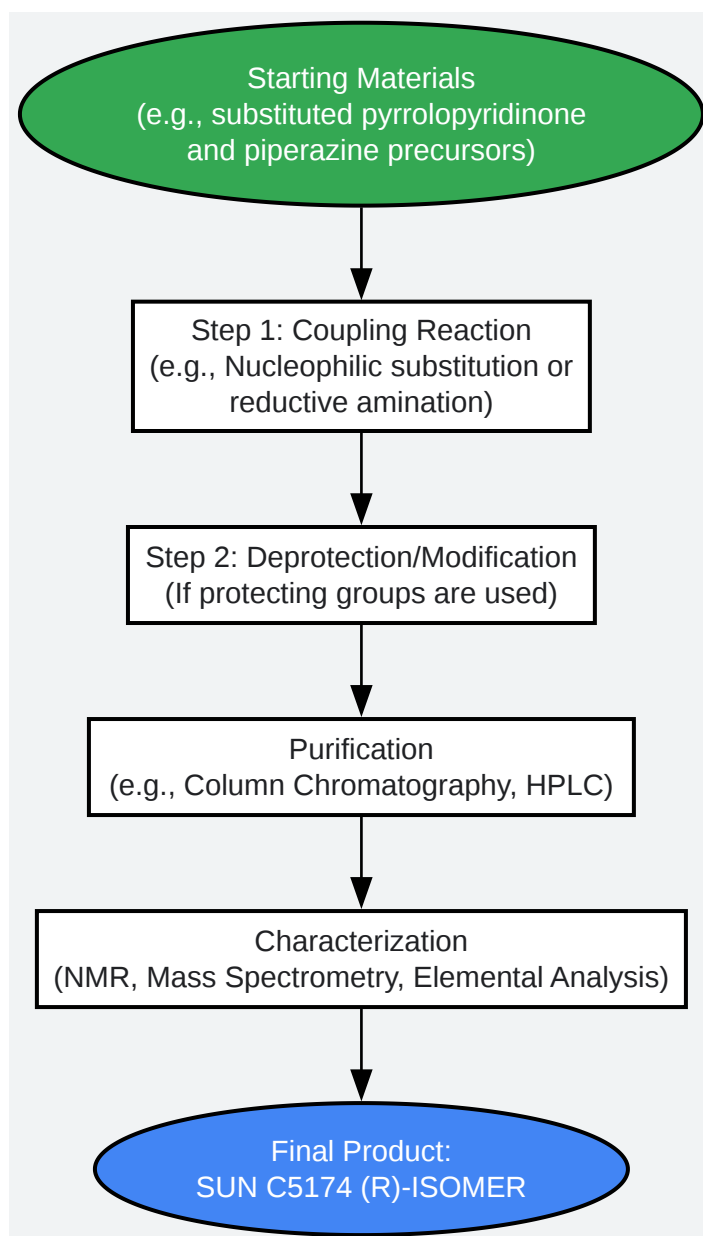 Starting Materials
(e.g., substituted pyrrolopyridinone
and piperazine precursors)
Step 1: Coupling Reaction
(e.g., Nucleophilic substitution or
reductive amination)
Step 2: Deprotection/Modification
(If protecting groups are used)
Purification
(e.g., Column Chromatography, HPLC)
Characterization
(NMR, Mass Spectrometry, Elemental Analysis)
Final Product:
SUN C5174 (R)-ISOMER